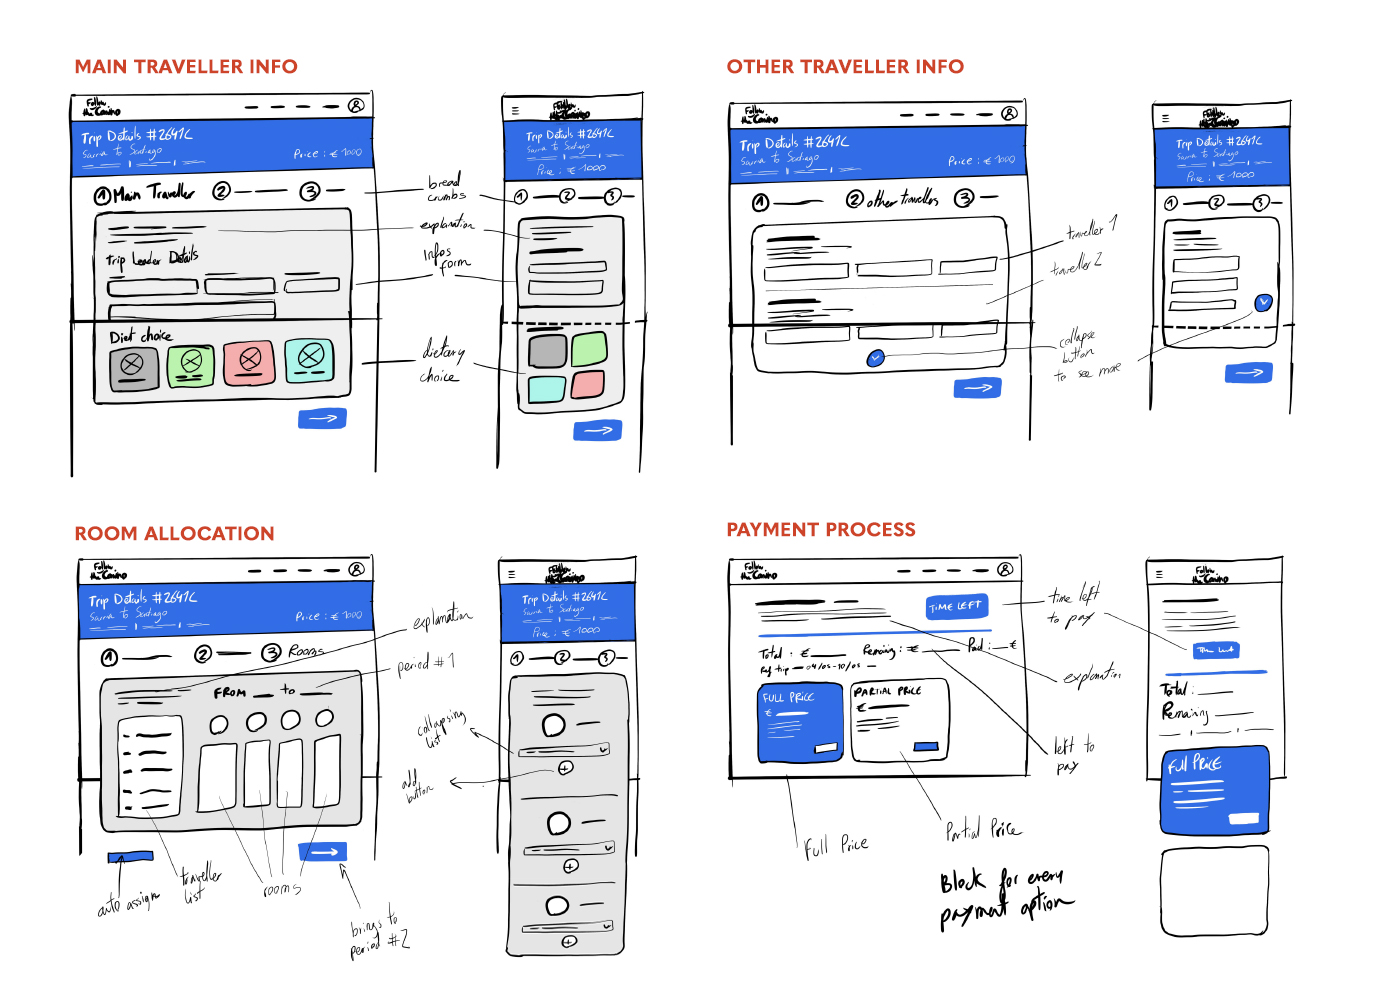 MAIN TRAVELLER INFO
Follow
the Camino
Trip Details #2641C
Sarria to Santiago
Price : € 1000
① Main Traveller ② ③
Trip Leader Details
Diet choice
bread
crumbs
explanation
Infos
form
dietary
choice
Follow
the Camino
Trip Details #2641C
Sarria to Santiago
Price : € 1000
① ② ③
OTHER TRAVELLER INFO
Follow
the Camino
Trip Details #2641C
Sarria to Santiago
Price : € 1000
① ② other travellers ③
traveller 1
traveller 2
collapse
button
to see more
Follow
the Camino
Trip Details #2641C
Sarria to Santiago
Price : € 1000
① ② ③
ROOM ALLOCATION
Follow
the Camino
Trip Details #2641C
Sarria to Santiago
Price : € 1000
① ② ③ Rooms
FROM to
explanation
period #1
collapsing
list
add
button
auto assign
traveller
list
rooms
brings to
period #2
Follow
the Camino
Trip Details #2641C
Sarria to Santiago
Price : € 1000
① ② ③
PAYMENT PROCESS
Follow
the Camino
TIME LEFT
Total : €
Remaining : €
Paid : €
Ref trip 04/05-10/05
FULL PRICE
€
PARTIAL PRICE
€
time left
to pay
explanation
left to
pay
Full Price
Partial Price
Block for every
payment option
Follow
the Camino
Time Left
Total :
Remaining
FULL PRICE